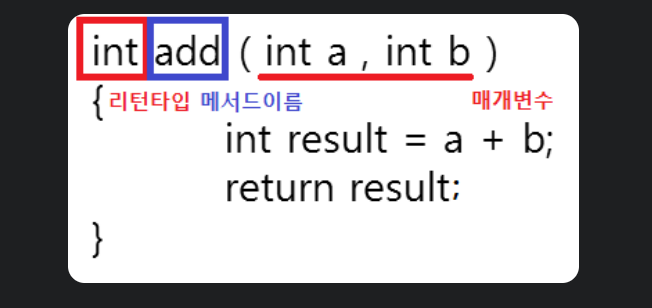 int add ( int a , int b )
{ 리턴타입 메서드이름 매개변수
int result = a + b;
return result;
}